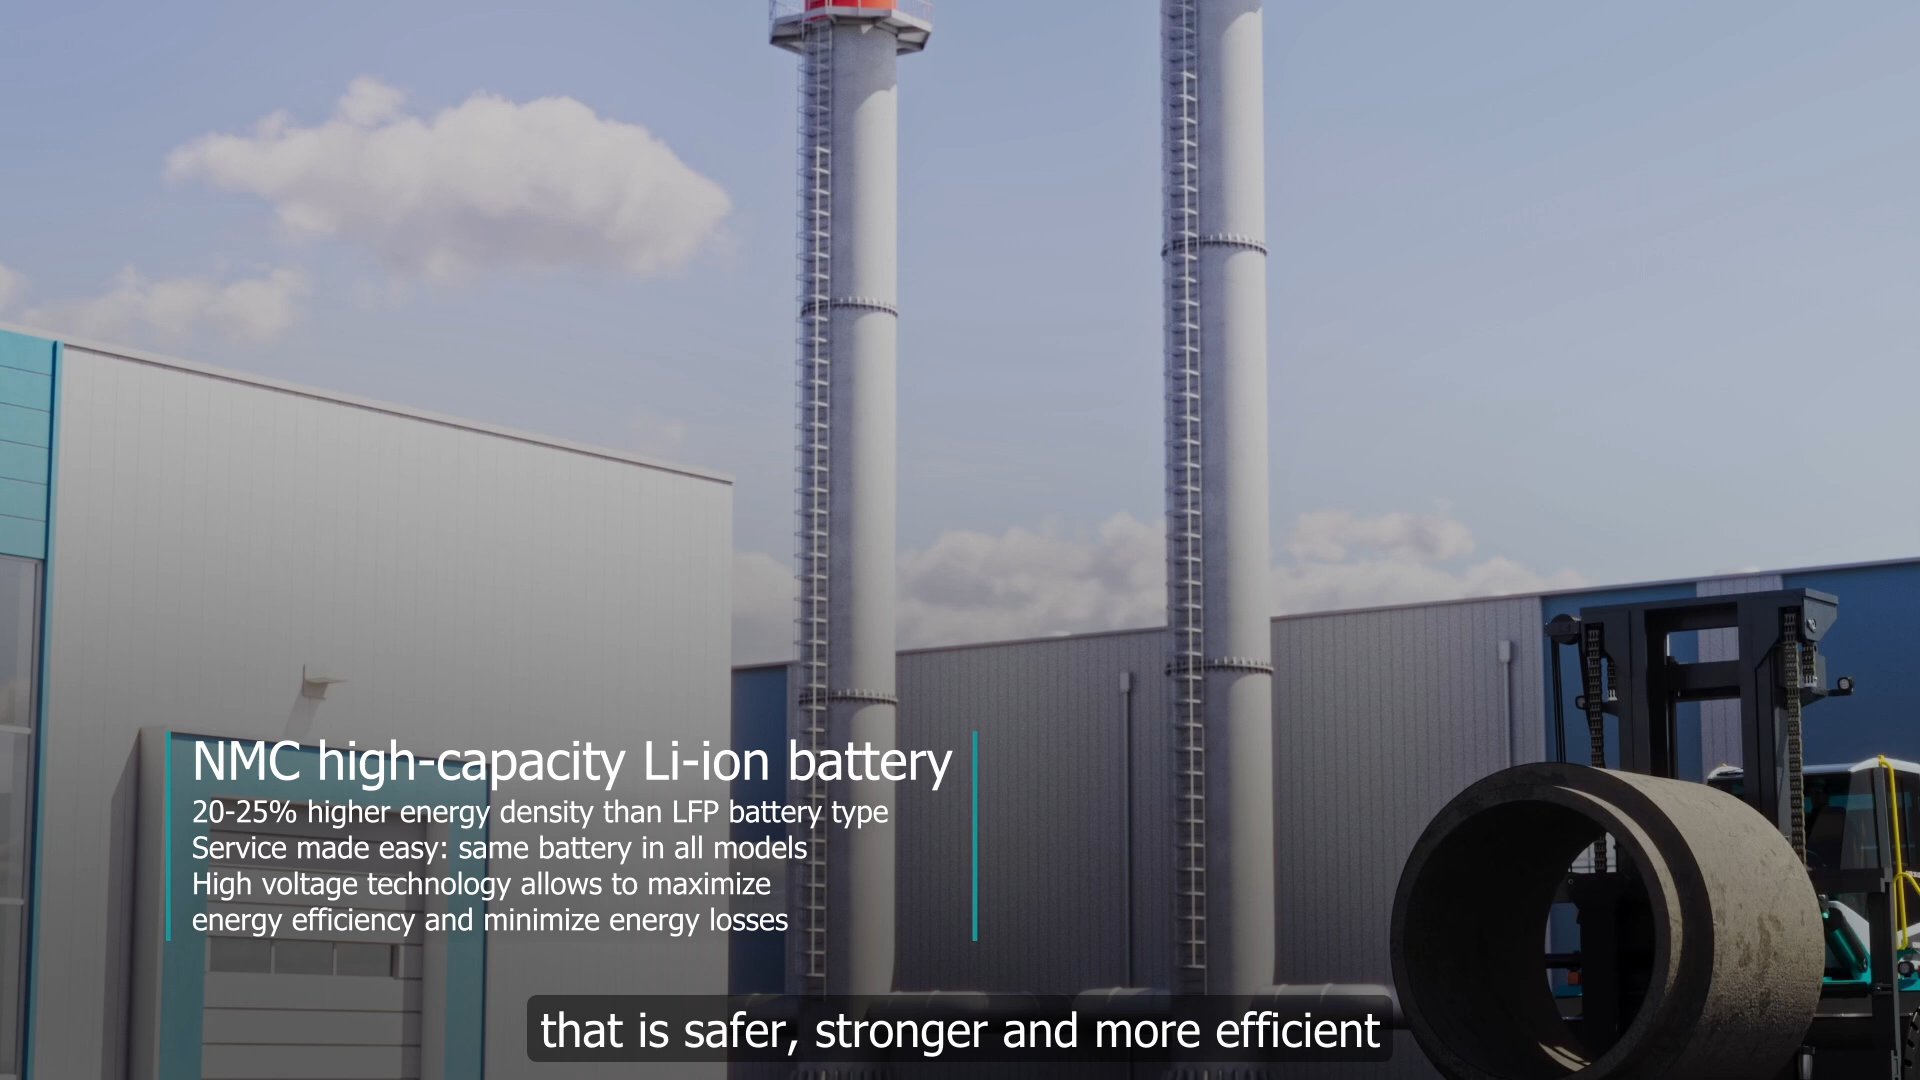 NMC high-capacity Li-ion battery
20-25% higher energy density than LFP battery type
Service made easy: same battery in all models
High voltage technology allows to maximize
energy efficiency and minimize energy losses
that is safer, stronger and more efficient